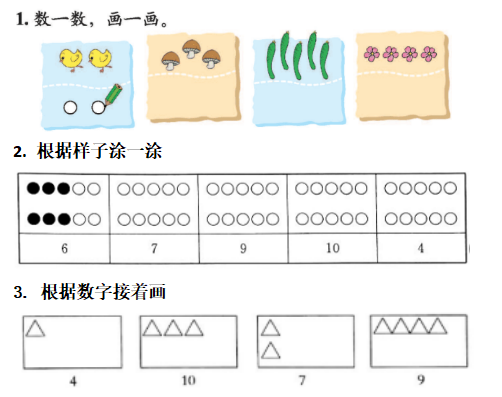 1. 数一数，画一画。
2. 根据样子涂一涂
6 7 9 10 4
3. 根据数字接着画
4 10 7 9